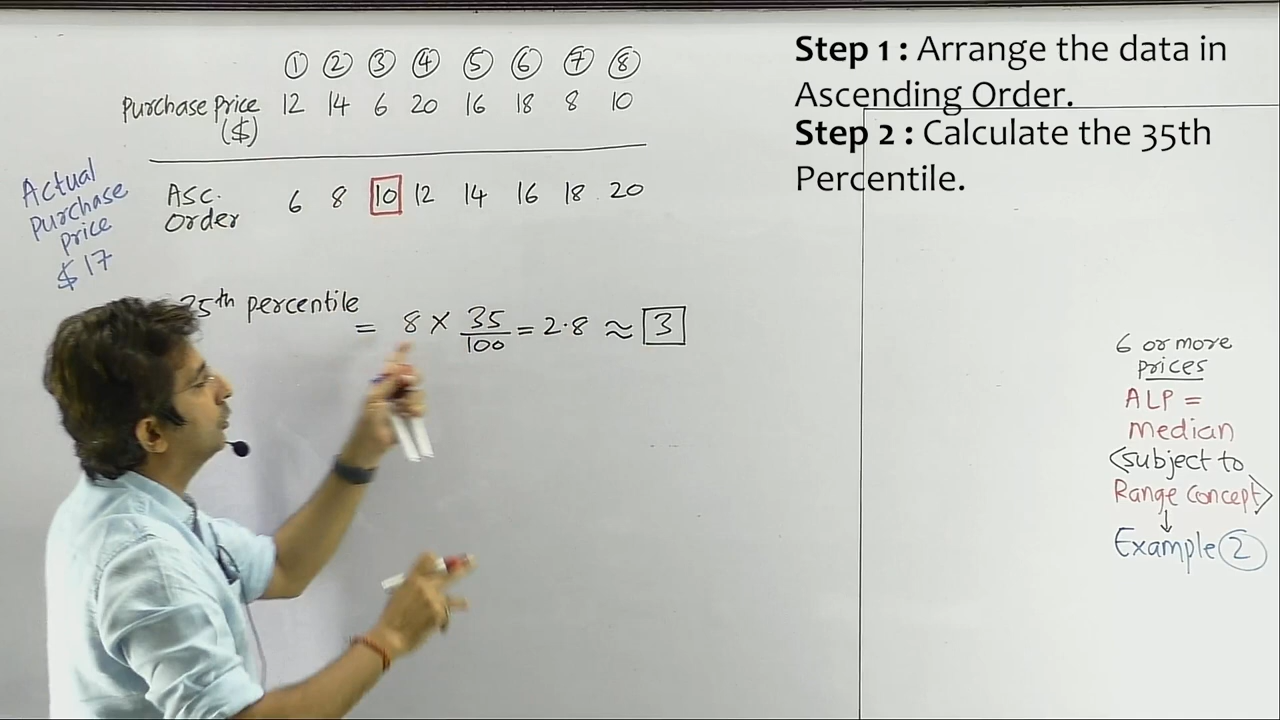 ① ② ③ ④ ⑤ ⑥ ⑦ ⑧
Purchase Price 12 14 6 20 16 18 8 10
($)
Actual
Purchase
Price
$17
Asc. 6 8 10 12 14 16 18 20
Order
35th percentile
= 8 × 35/100 = 2.8 ≈ 3
Step 1 : Arrange the data in
Ascending Order.
Step 2 : Calculate the 35th
Percentile.
6 or more
prices
ALP =
Median
(subject to
Range concept)
↓
Example ②